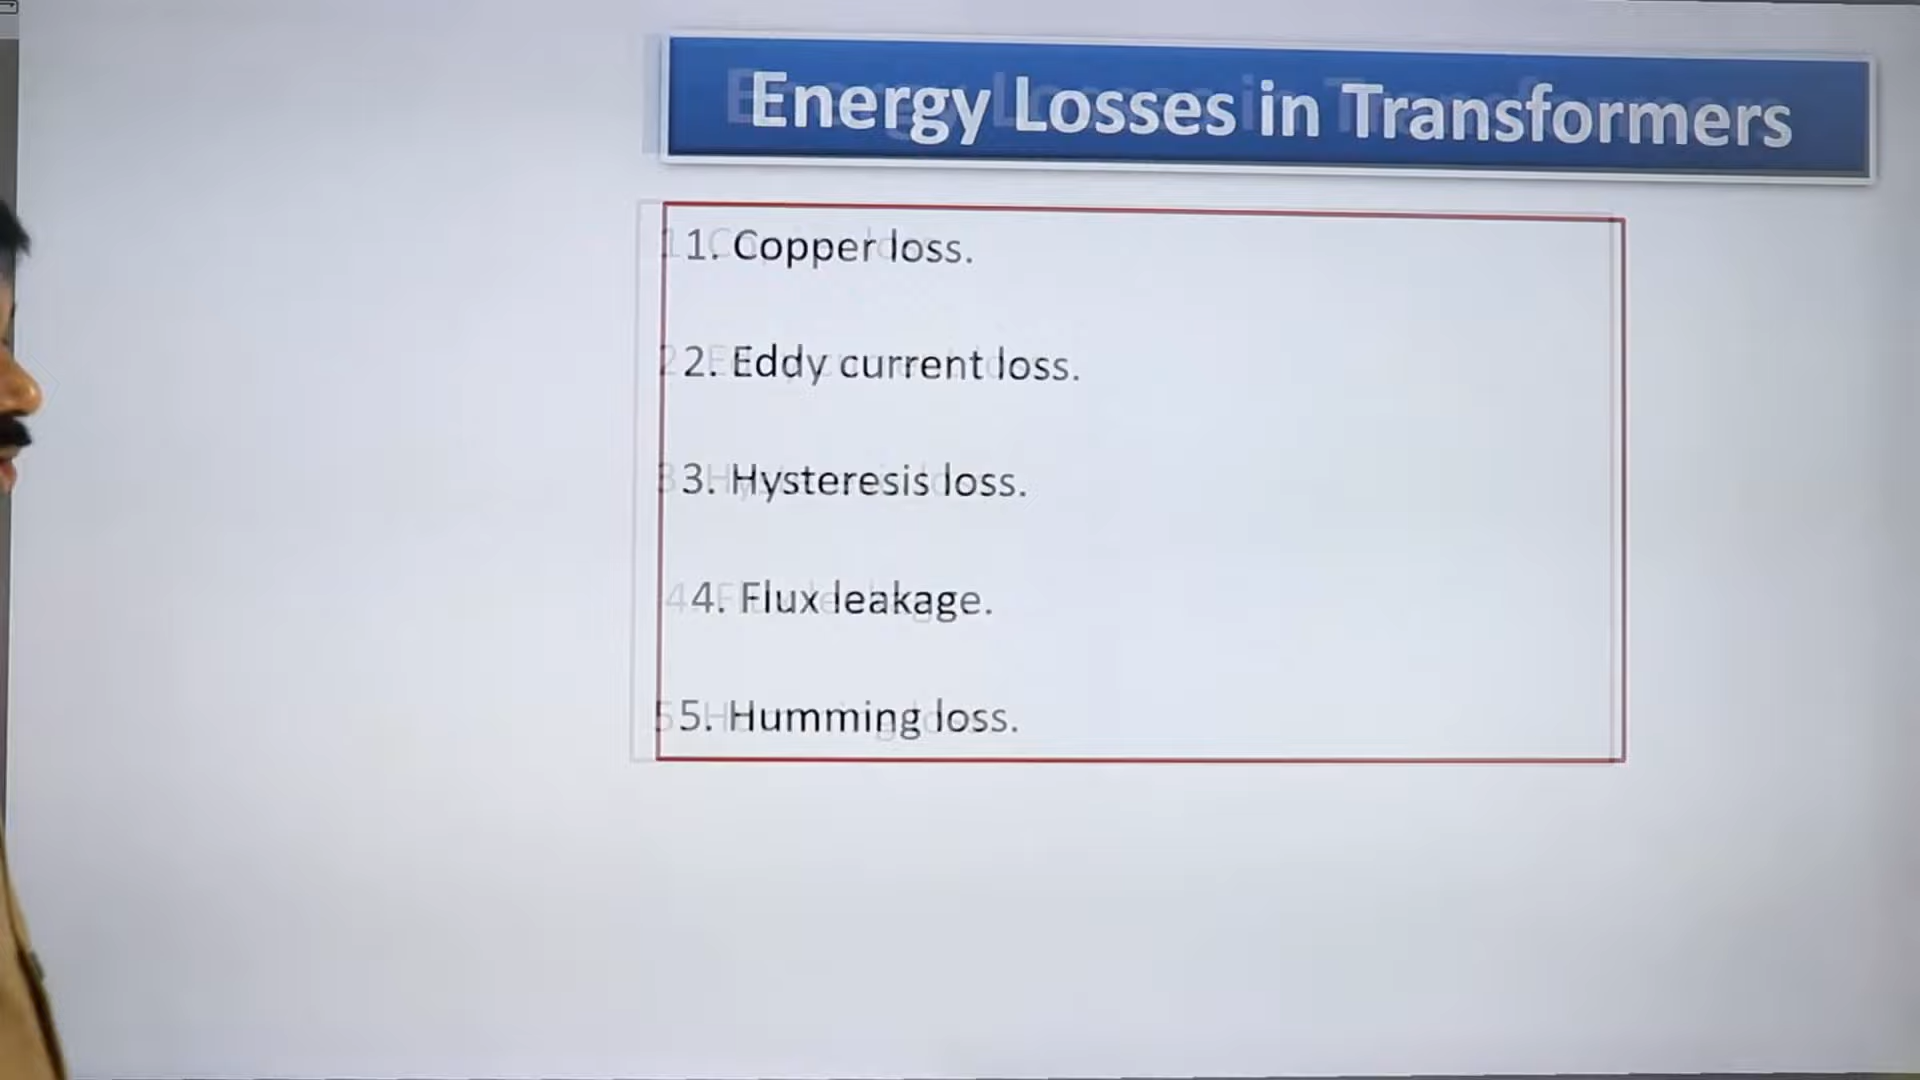 Energy Losses in Transformers
1. Copper loss.
2. Eddy current loss.
3. Hysteresis loss.
4. Flux leakage.
5. Humming loss.